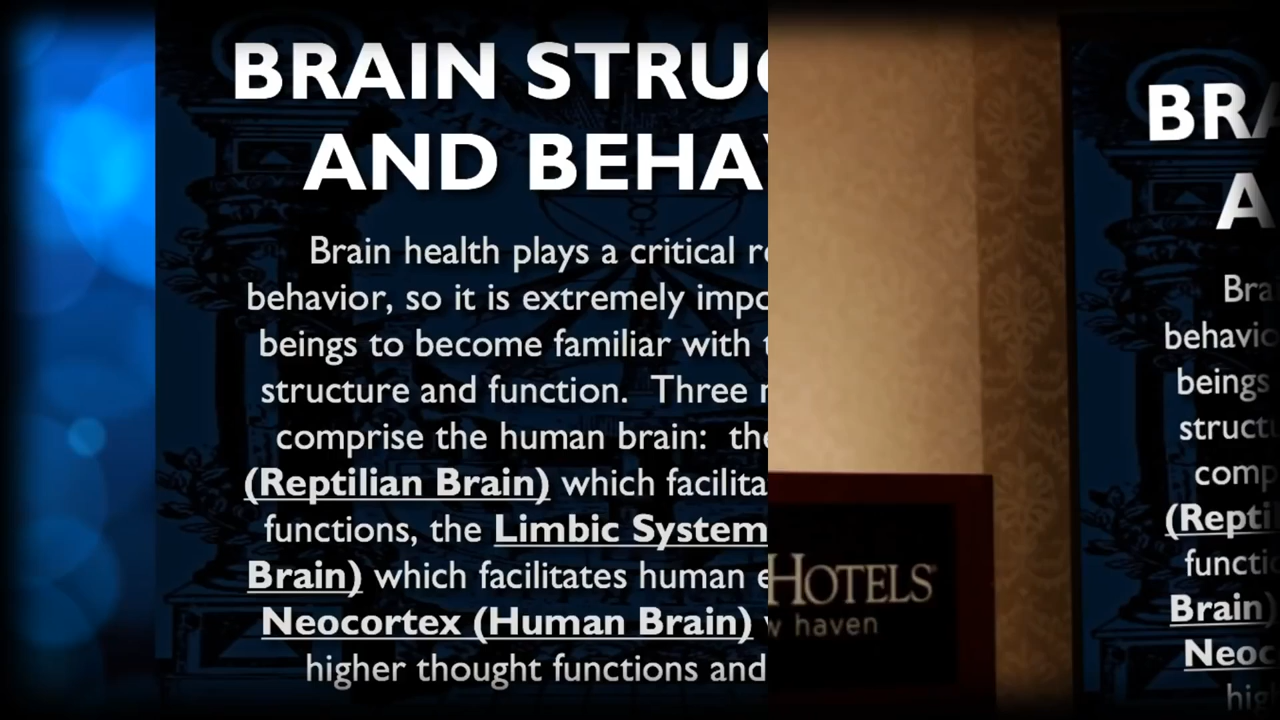 BRAIN STRUC
AND BEHAV
Brain health plays a critical r
behavior, so it is extremely impo
beings to become familiar with
structure and function. Three
comprise the human brain: the
(Reptilian Brain) which facilita
functions, the Limbic System
Brain) which facilitates human e
Neocortex (Human Brain)
higher thought functions and
HOTELS
w haven
BRA
A
Bra
behavio
beings
struct
comp
(Repti
functi
Brain)
Neoc
hig